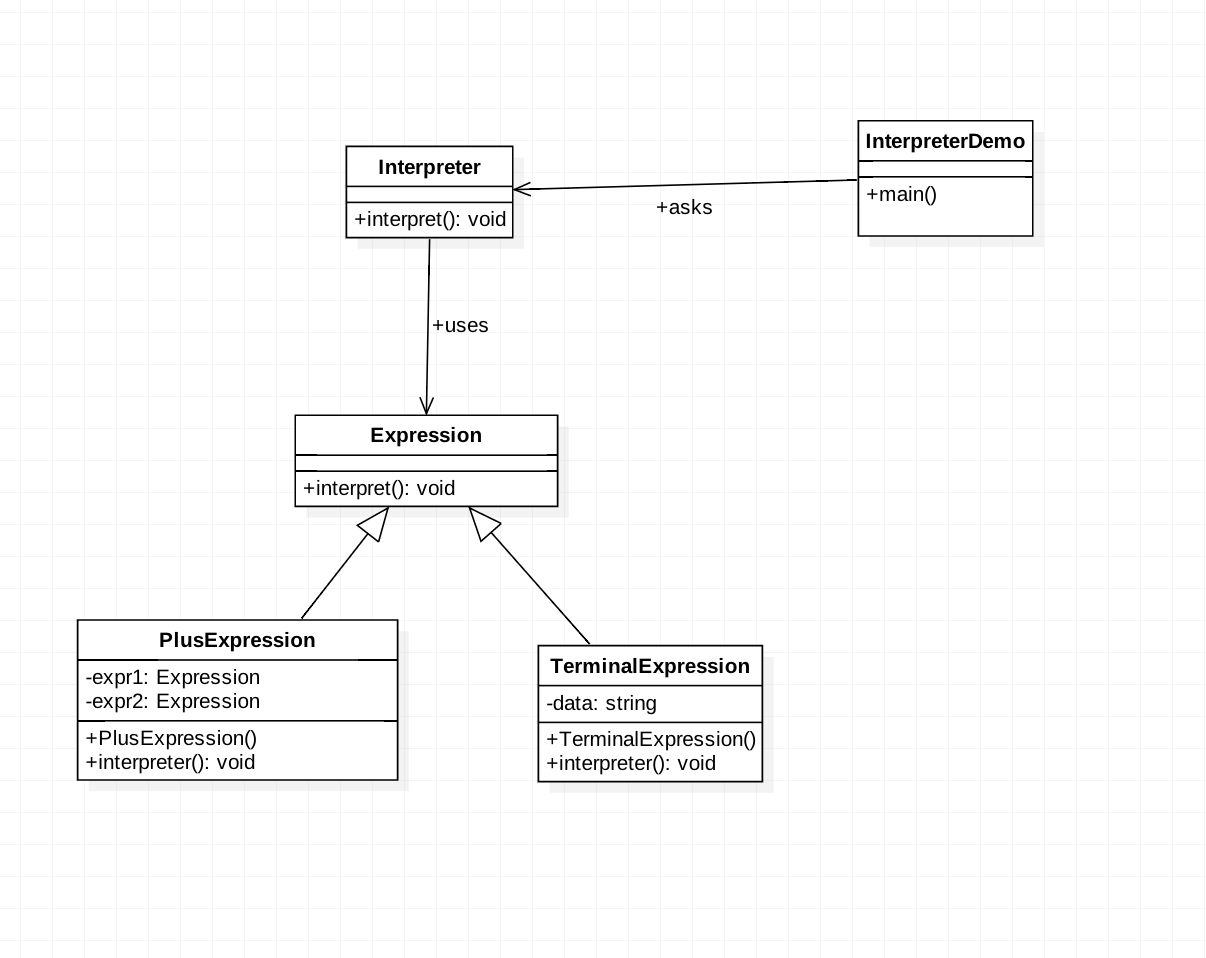 InterpreterDemo
+main()
Interpreter
+interpret(): void
+asks
+uses
Expression
+interpret(): void
PlusExpression
-expr1: Expression
-expr2: Expression
+PlusExpression()
+interpreter(): void
TerminalExpression
-data: string
+TerminalExpression()
+interpreter(): void